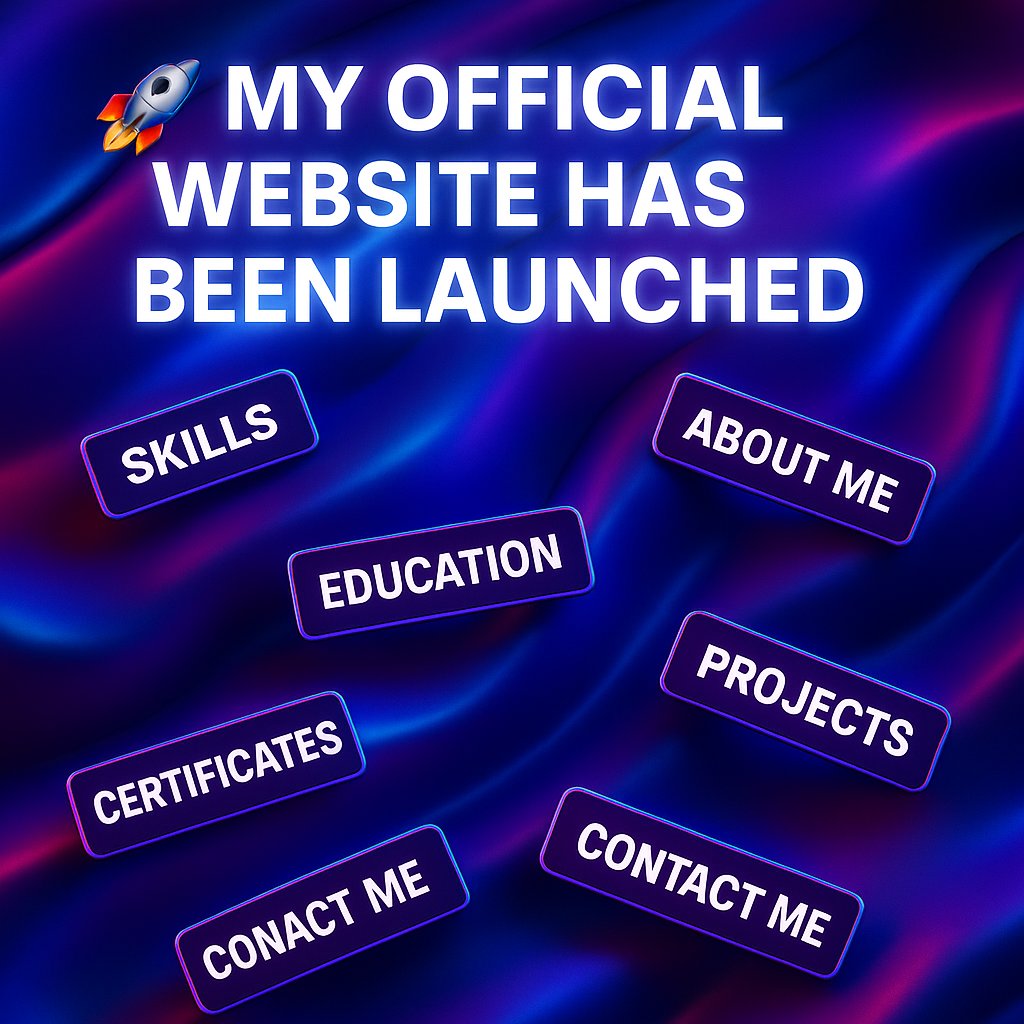 🚀 MY OFFICIAL
WEBSITE HAS
BEEN LAUNCHED
SKILLS
ABOUT ME
EDUCATION
PROJECTS
CERTIFICATES
CONTACT ME
CONACT ME